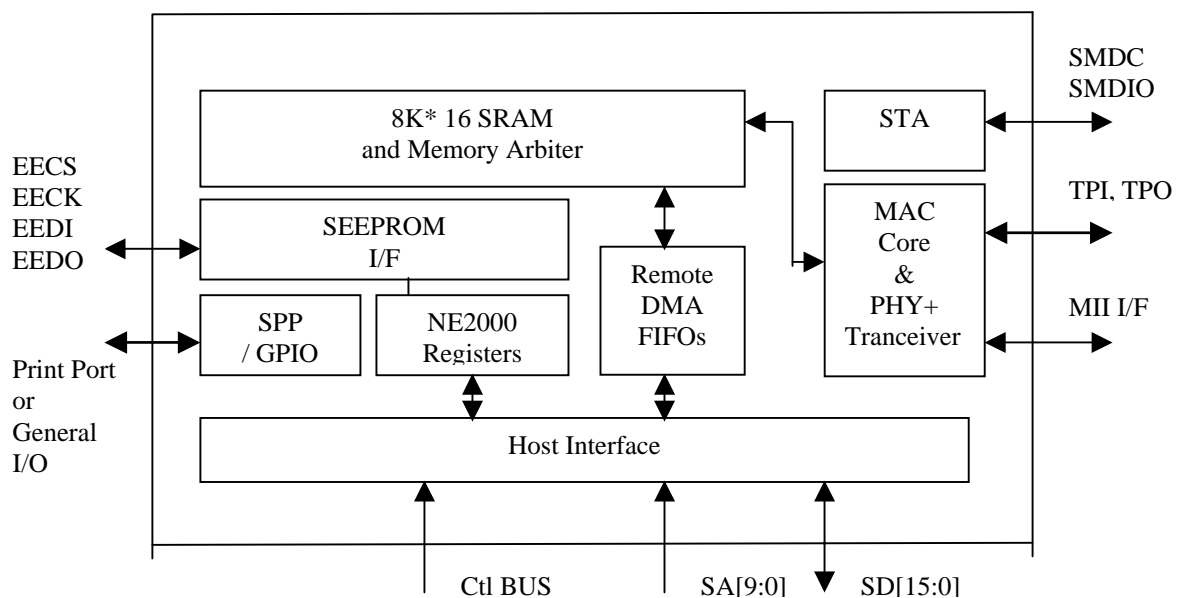 SMDC
SMDIO
8K* 16 SRAM
and Memory Arbiter
STA
EECS
EECK
EEDI
EEDO
SEEPROM
I/F
TPI, TPO
MAC
Core
&
PHY+
Tranceiver
Remote
DMA
FIFOs
SPP
/ GPIO
NE2000
Registers
MII I/F
Print Port
or
General
I/O
Host Interface
Ctl BUS
SA[9:0]
SD[15:0]